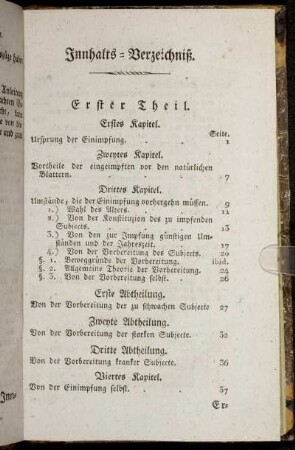 Innhalts=Verzeichniß.
Erster Theil.
Erstes Kapitel.
Seite.
Ursprung der Einimpfung. 1
Zweytes Kapitel.
Vortheile der eingeimpften vor den natürlichen
Blattern. 7
Drittes Kapitel.
Umstände, die der Einimpfung vorhergehn müssen. 9
1.) Wahl des Alters. 11
2.) Von der Konstituzion des zu impfenden
Subjects. 13
3.) Von den zur Impfung günstigen Um-
ständen und der Jahrszeit. 17
4.) Von der Vorbereitung des Subjects. 20
§. 1. Beweggründe der Vorbereitung. ibid.
§. 2. Allgemeine Theorie der Vorbereitung. 24
§. 3. Von der Vorbereitung selbst. 26
Erste Abtheilung.
Von der Vorbereitung der zu schwachen Subjecte 27
Zweyte Abtheilung.
Von der Vorbereitung der starken Subjecte. 32
Dritte Abtheilung.
Von der Vorbereitung kranker Subjecte. 36
Viertes Kapitel.
Von der Einimpfung selbst. 37
Er=